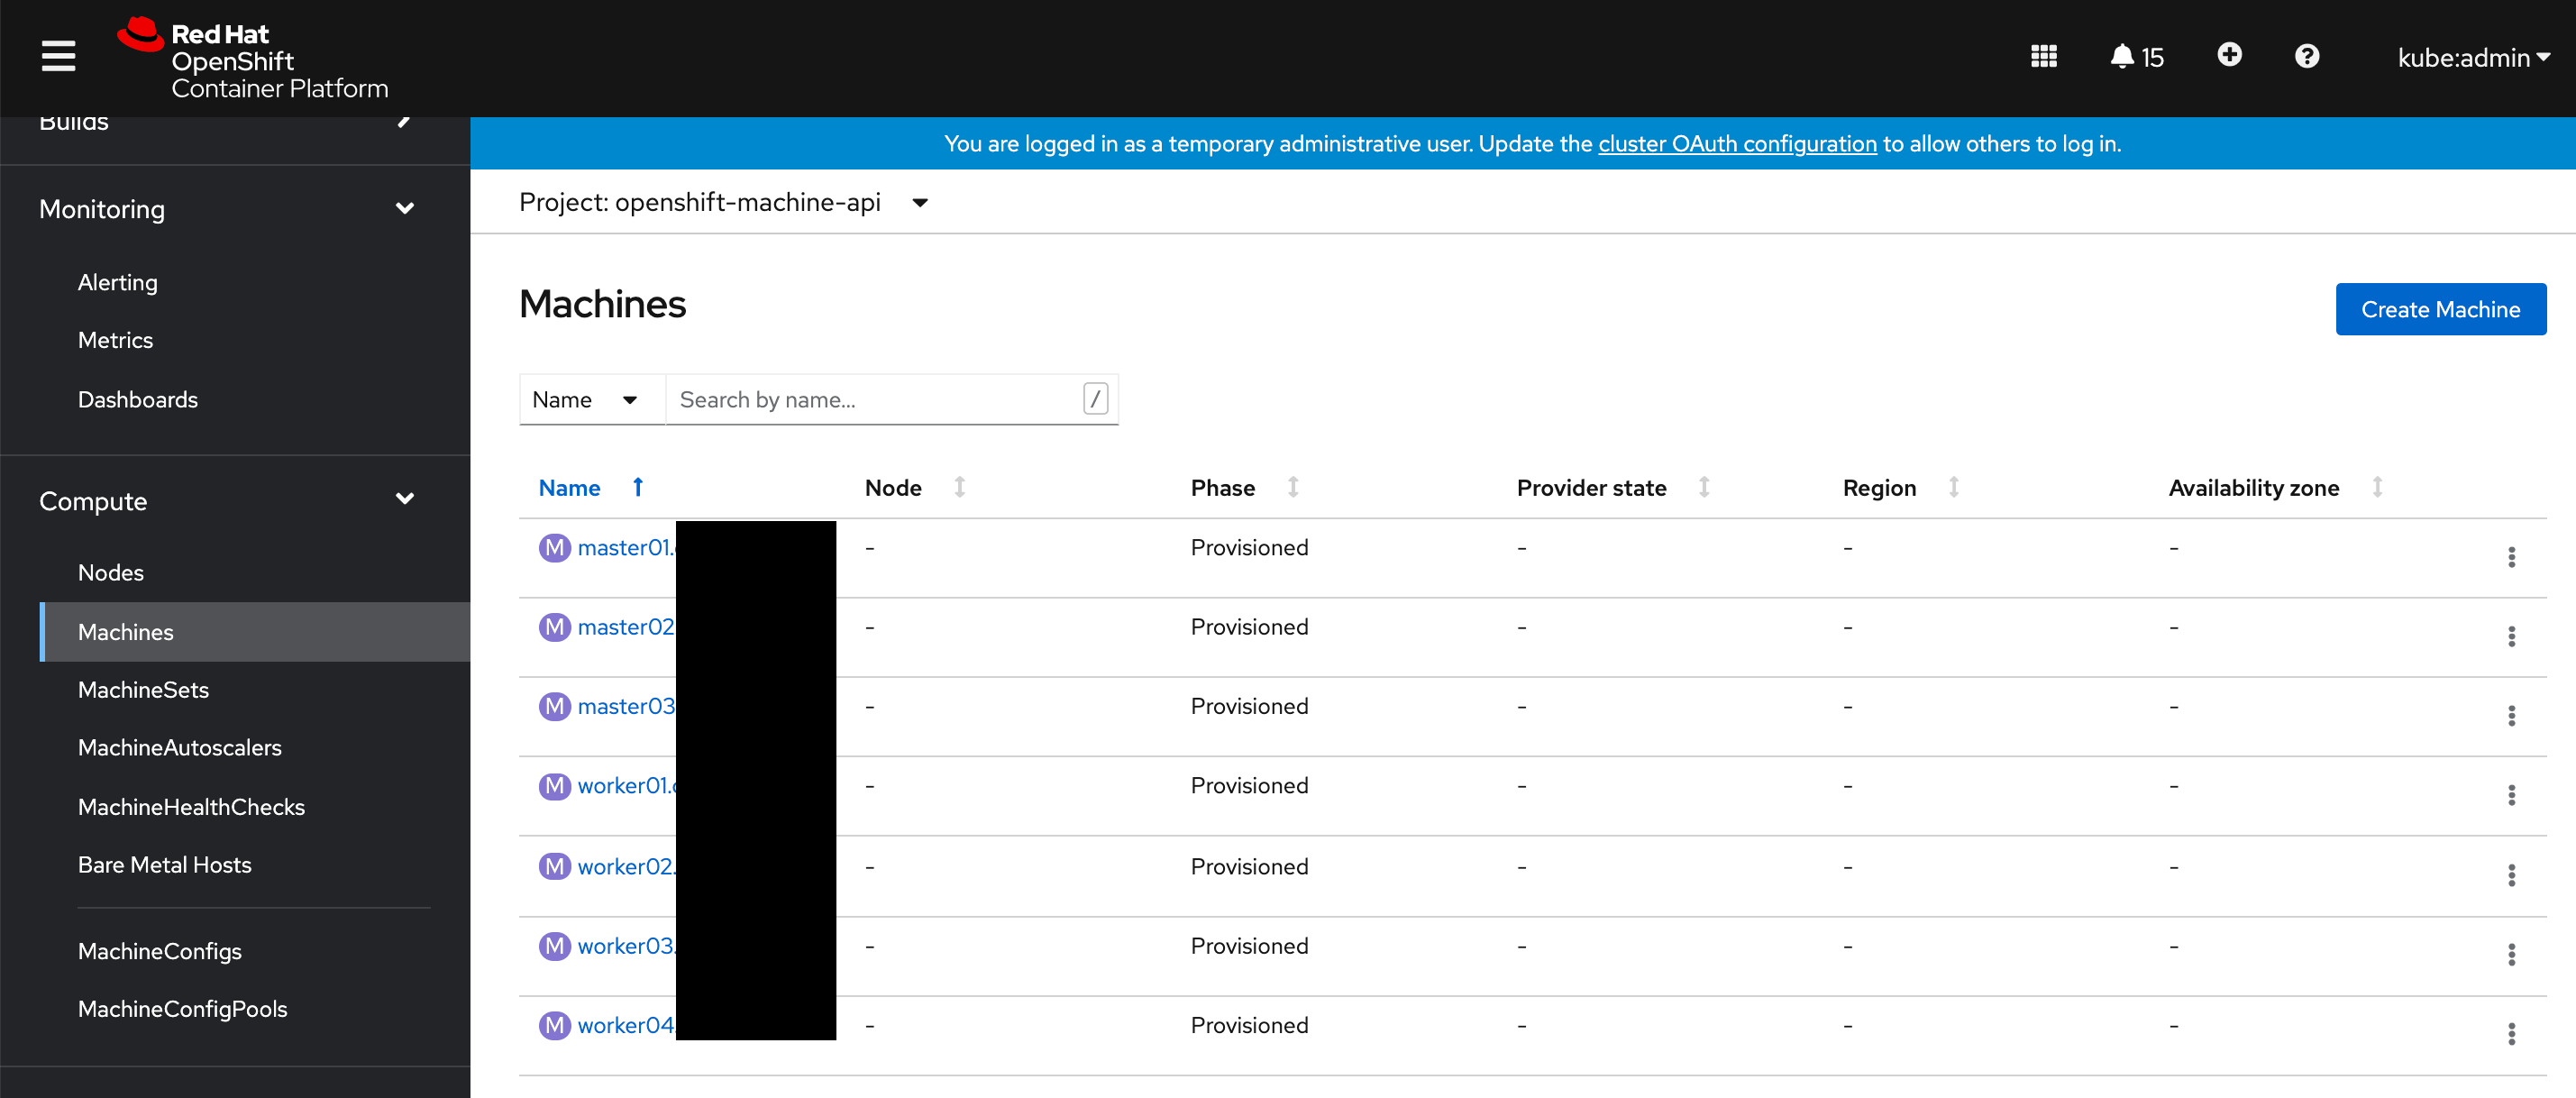 Red Hat
OpenShift
Container Platform
15
kube:admin
Builds
Monitoring
Alerting
Metrics
Dashboards
Compute
Nodes
Machines
MachineSets
MachineAutoscalers
MachineHealthChecks
Bare Metal Hosts
MachineConfigs
MachineConfigPools
You are logged in as a temporary administrative user. Update the cluster OAuth configuration to allow others to log in.
Project: openshift-machine-api
Machines
Create Machine
Name Search by name... /
Name Node Phase Provider state Region Availability zone
M master01. - Provisioned - - -
M master02 - Provisioned - - -
M master03 - Provisioned - - -
M worker01. - Provisioned - - -
M worker02. - Provisioned - - -
M worker03. - Provisioned - - -
M worker04. - Provisioned - - -